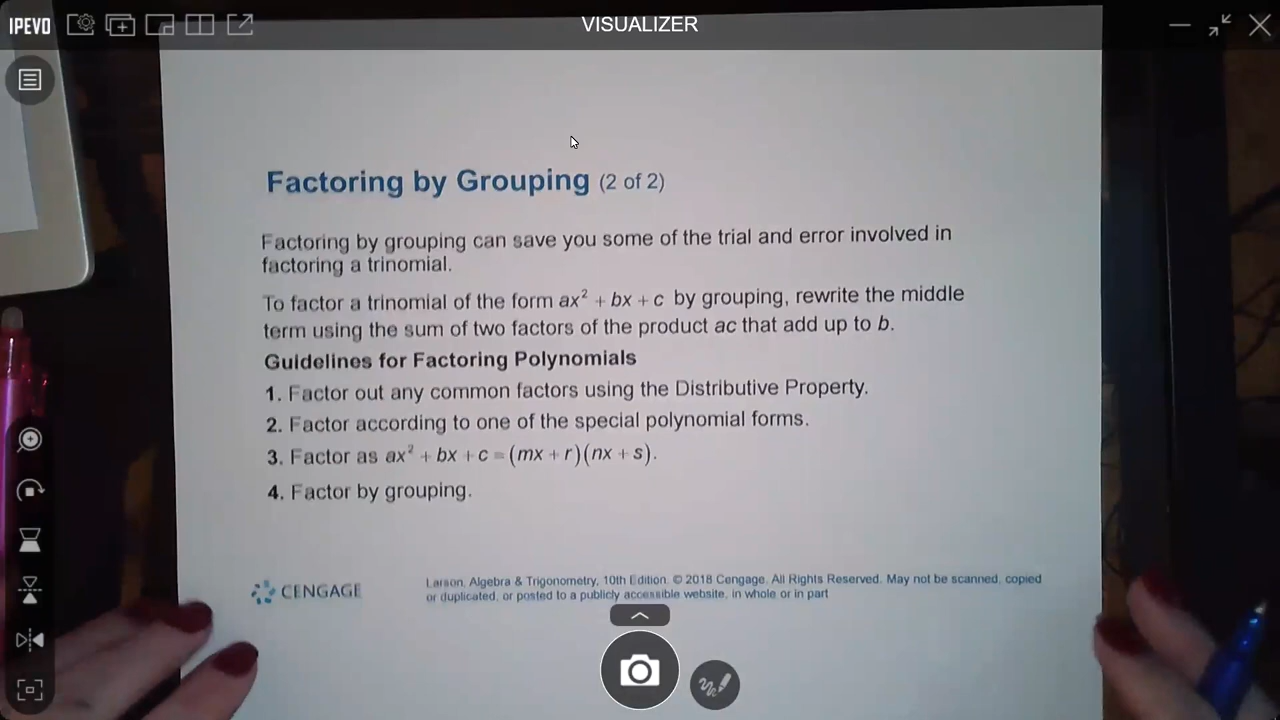 IPEVO
VISUALIZER
Factoring by Grouping (2 of 2)
Factoring by grouping can save you some of the trial and error involved in
factoring a trinomial.
To factor a trinomial of the form ax² + bx + c by grouping, rewrite the middle
term using the sum of two factors of the product ac that add up to b.
Guidelines for Factoring Polynomials
1. Factor out any common factors using the Distributive Property.
2. Factor according to one of the special polynomial forms.
3. Factor as ax² + bx + c = (mx + r)(nx + s).
4. Factor by grouping.
CENGAGE
Larson, Algebra & Trigonometry, 10th Edition. © 2018 Cengage. All Rights Reserved. May not be scanned, copied
or duplicated, or posted to a publicly accessible website, in whole or in part